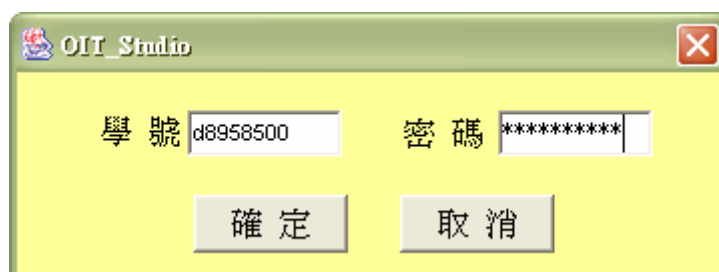 OIT_Studio
學 號 d8958500 密 碼 **********
確 定 取 消